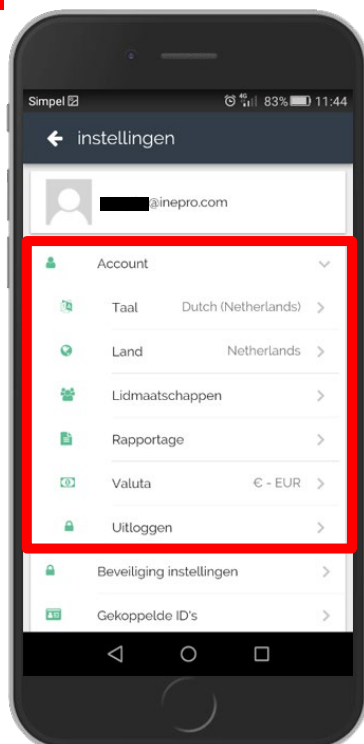 Simpel 4G 83% 11:44
instellingen
@inepro.com
Account
Taal Dutch (Netherlands)
Land Netherlands
Lidmaatschappen
Rapportage
Valuta € - EUR
Uitloggen
Beveiliging instellingen
Gekoppelde ID's